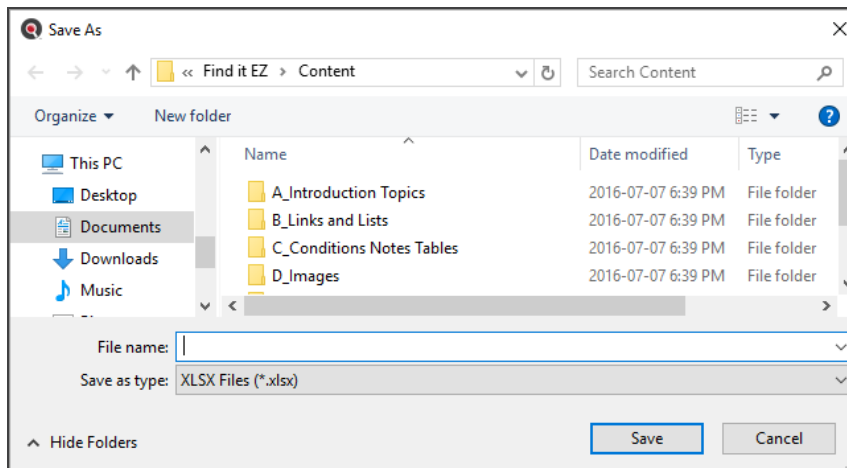 Save As
« Find it EZ > Content
Search Content
Organize
New folder
?
Name
Date modified
Type
This PC
Desktop
Documents
Downloads
Music
A_Introduction Topics 2016-07-07 6:39 PM File folder
B_Links and Lists 2016-07-07 6:39 PM File folder
C_Conditions Notes Tables 2016-07-07 6:39 PM File folder
D_Images 2016-07-07 6:39 PM File folder
File name:
Save as type: XLSX Files (*.xlsx)
Hide Folders
Save
Cancel